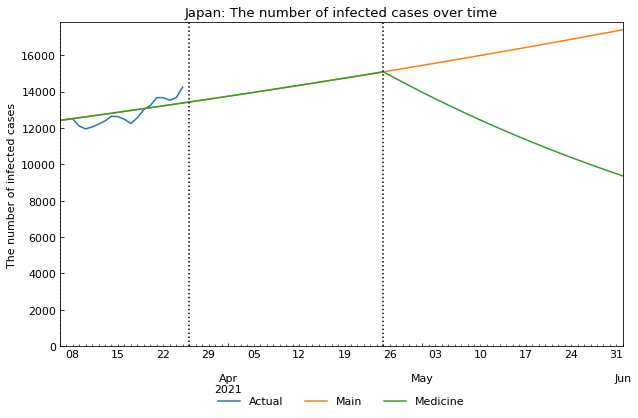 Japan: The number of infected cases over time
The number of infected cases
16000
14000
12000
10000
8000
6000
4000
2000
0
08 15 22 29 05 12 19 26 03 10 17 24 31
Apr May Jun
2021
Actual Main Medicine